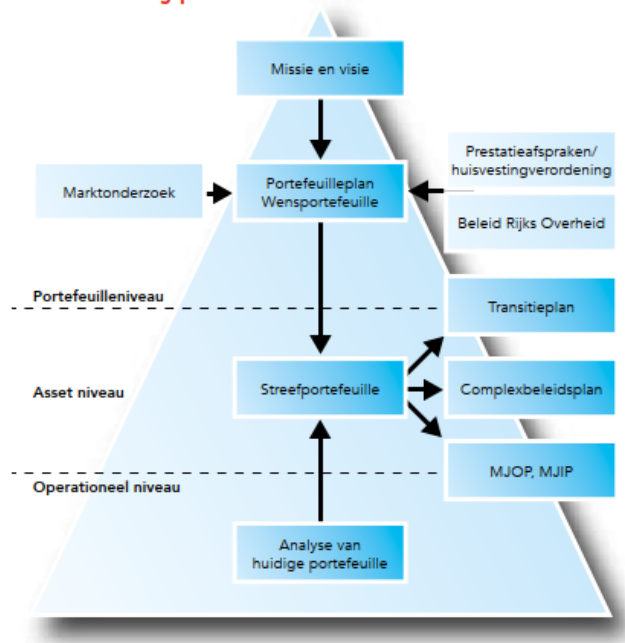 Missie en visie
Marktonderzoek
Portefeuilleplan
Wensportefeuille
Prestatieafspraken/
huisvestingverordening
Beleid Rijks Overheid
Portefeuilleniveau
Transitieplan
Asset niveau
Streefportefeuille
Complexbeleidsplan
MJOP, MJIP
Operationeel niveau
Analyse van
huidige portefeuille